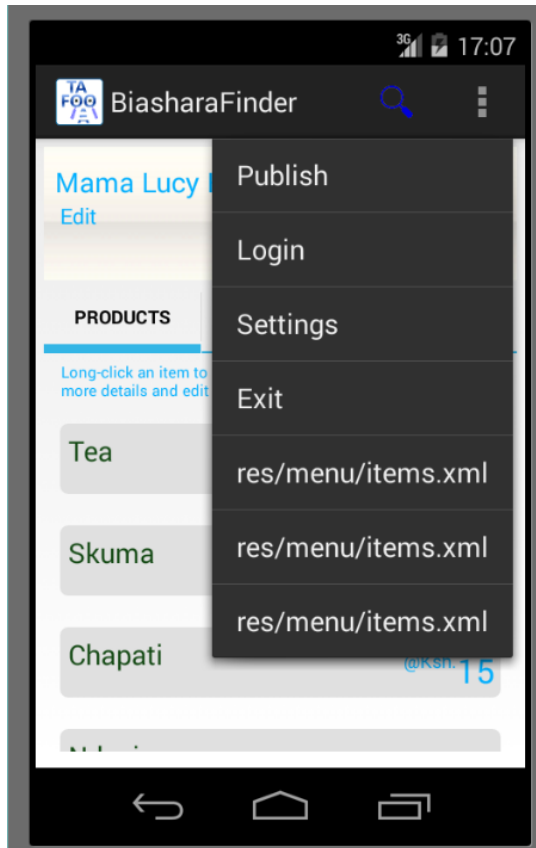 3G 17:07
TA
FOO
BiasharaFinder
Mama Lucy
Edit
Publish
Login
Settings
Exit
res/menu/items.xml
res/menu/items.xml
res/menu/items.xml
PRODUCTS
Long-click an item to
more details and edit
Tea
Skuma
Chapati
@Ksh.15